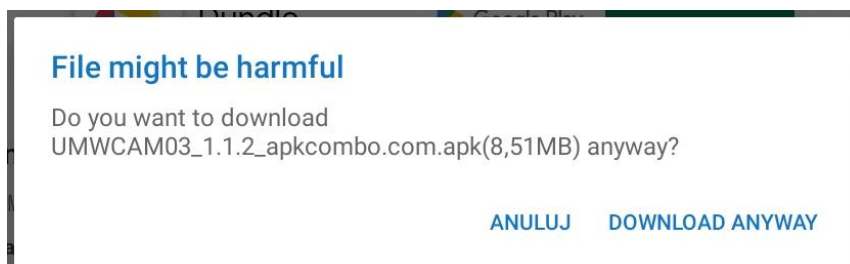 File might be harmful
Do you want to download
UMWCAM03_1.1.2_apkcombo.com.apk(8,51MB) anyway?
ANULUJ DOWNLOAD ANYWAY